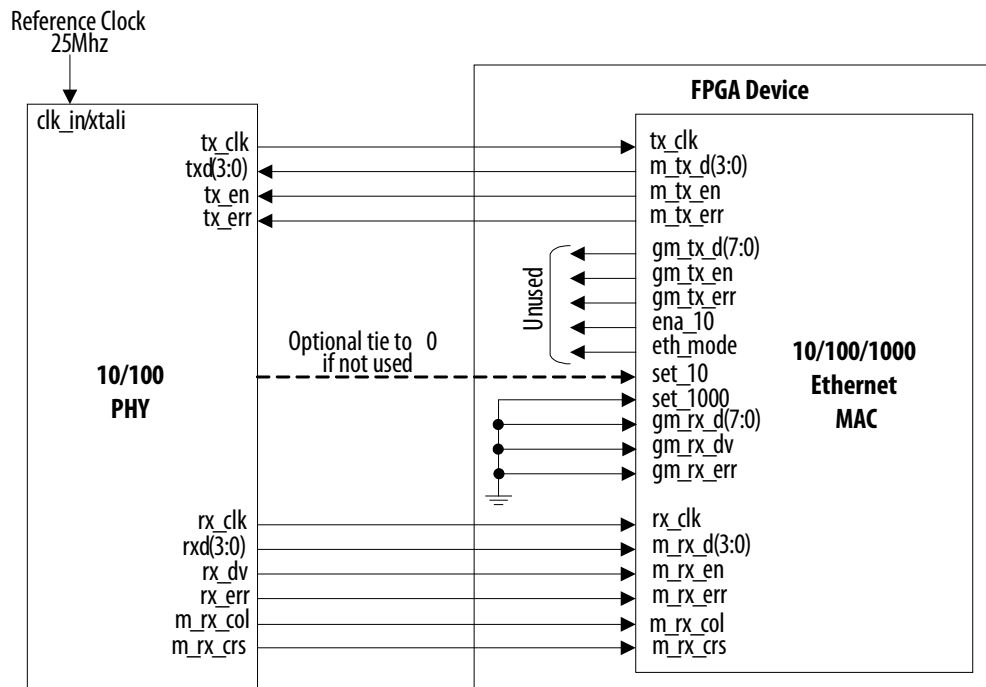 Reference Clock
25Mhz
clk_in/xtali
10/100
PHY
tx_clk
txd(3:0)
tx_en
tx_err
Optional tie to 0
if not used
rx_clk
rxd(3:0)
rx_dv
rx_err
m_rx_col
m_rx_crs
Unused
FPGA Device
tx_clk
m_tx_d(3:0)
m_tx_en
m_tx_err
gm_tx_d(7:0)
gm_tx_en
gm_tx_err
ena_10
eth_mode
set_10
set_1000
gm_rx_d(7:0)
gm_rx_dv
gm_rx_err
rx_clk
m_rx_d(3:0)
m_rx_en
m_rx_err
m_rx_col
m_rx_crs
10/100/1000
Ethernet
MAC